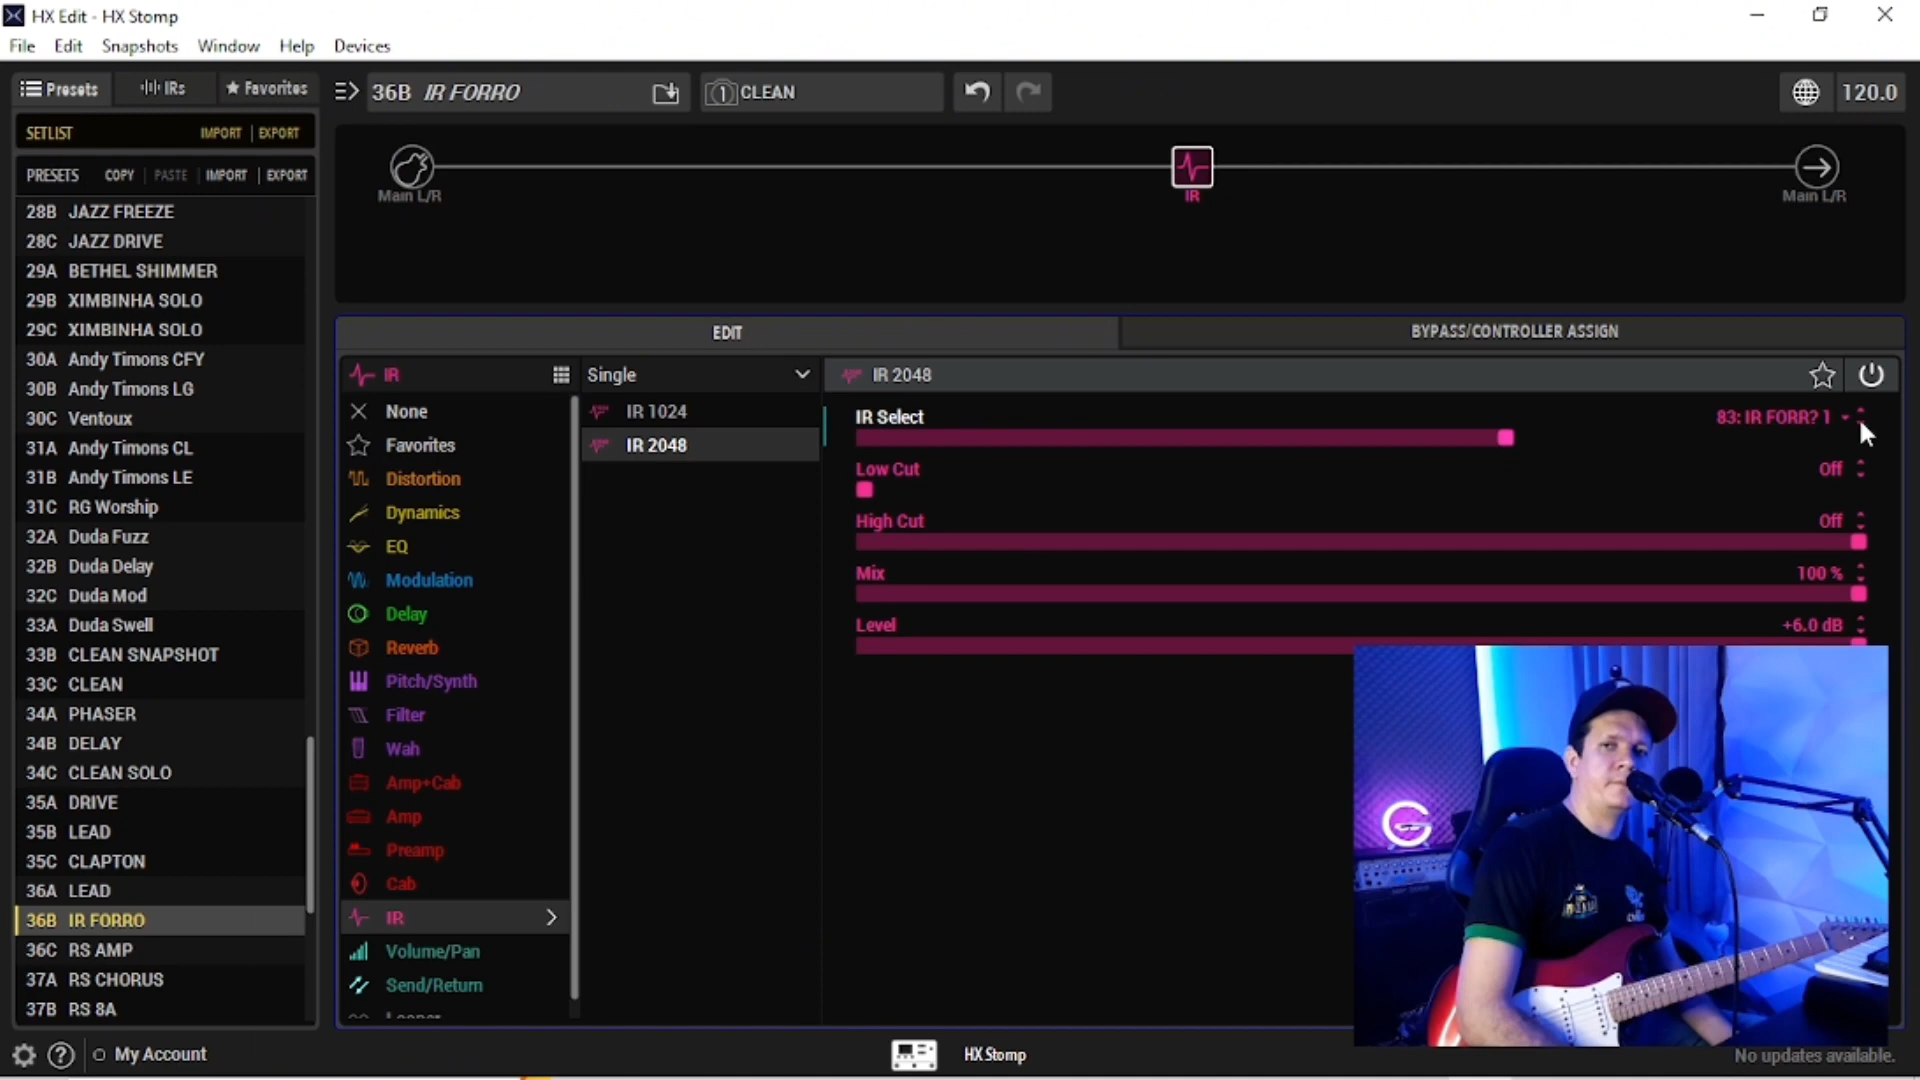 HX Edit - HX Stomp
File Edit Snapshots Window Help Devices
Presets IRs Favorites
36B IR FORRO 1 CLEAN 120.0
SETLIST IMPORT | EXPORT
PRESETS COPY | PASTE | IMPORT | EXPORT
28B JAZZ FREEZE
28C JAZZ DRIVE
29A BETHEL SHIMMER
29B XIMBINHA SOLO
29C XIMBINHA SOLO
30A Andy Timons CFY
30B Andy Timons LG
30C Ventoux
31A Andy Timons CL
31B Andy Timons LE
31C RG Worship
32A Duda Fuzz
32B Duda Delay
32C Duda Mod
33A Duda Swell
33B CLEAN SNAPSHOT
33C CLEAN
34A PHASER
34B DELAY
34C CLEAN SOLO
35A DRIVE
35B LEAD
35C CLAPTON
36A LEAD
36B IR FORRO
36C RS AMP
37A RS CHORUS
37B RS 8A
Main L/R IR Main L/R
EDIT BYPASS/CONTROLLER ASSIGN
IR
None
Favorites
Distortion
Dynamics
EQ
Modulation
Delay
Reverb
Pitch/Synth
Filter
Wah
Amp+Cab
Amp
Preamp
Cab
IR
Volume/Pan
Send/Return
Looper
Single
IR 1024
IR 2048
IR 2048
IR Select 83: IR FORR? 1
Low Cut Off
High Cut Off
Mix 100 %
Level +6.0 dB
G
My Account HX Stomp No updates available.